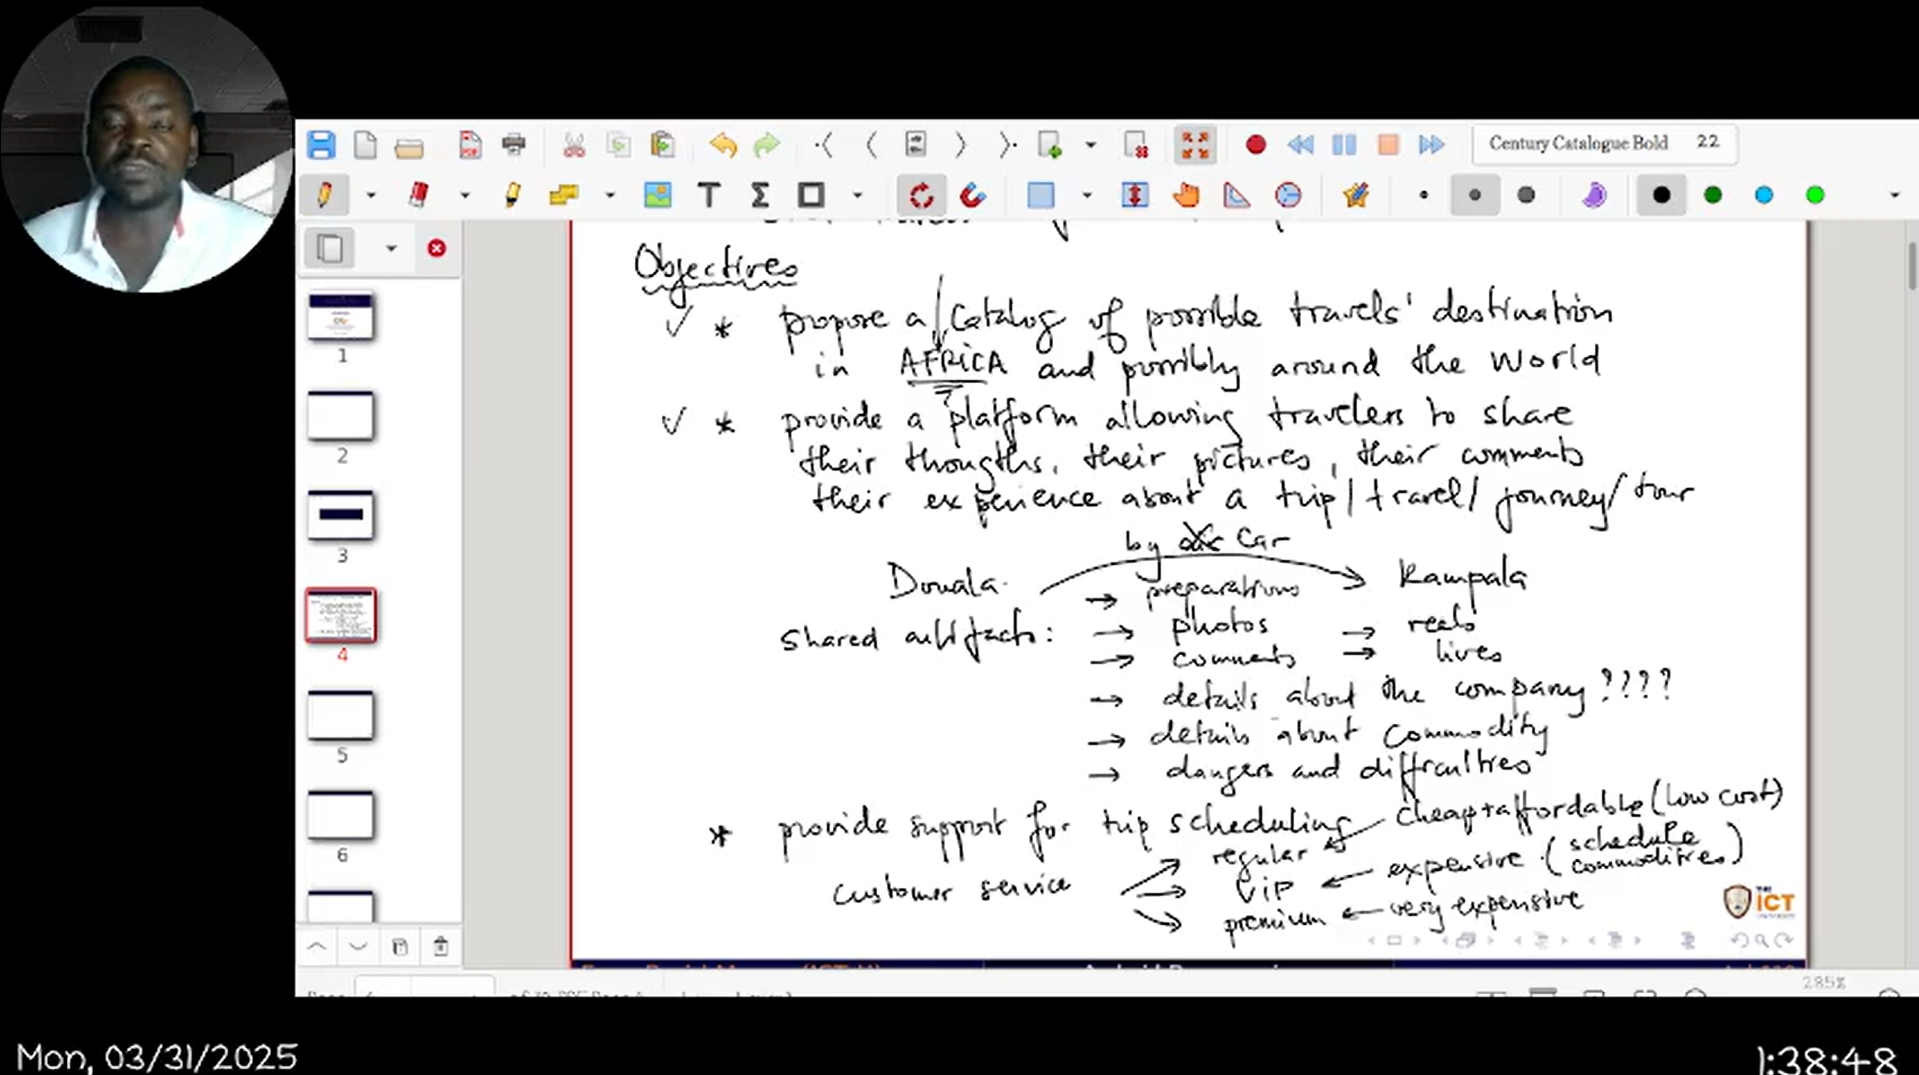 Century Catalogue Bold 22
Objectives
✓ * propose a catalog of possible travels' destination
in AFRICA and possibly around the World
✓ * provide a platform allowing travelers to share
their thougths, their pictures, their comments
their experience about a trip/travel/journey/tour
by Car
Douala → Kampala
→ preparations
shared artifacts: → photos → reels
→ comments → lives
→ details about the company ????
→ details about Commodity
→ dangers and difficulties
* provide support for trip scheduling cheap+affordable (low cost)
regular
customer service → VIP ← expensive (schedule commodities)
premium ← very expensive
THE ICT
1
2
3
4
5
6
285%
Mon, 03/31/2025
1:38:48